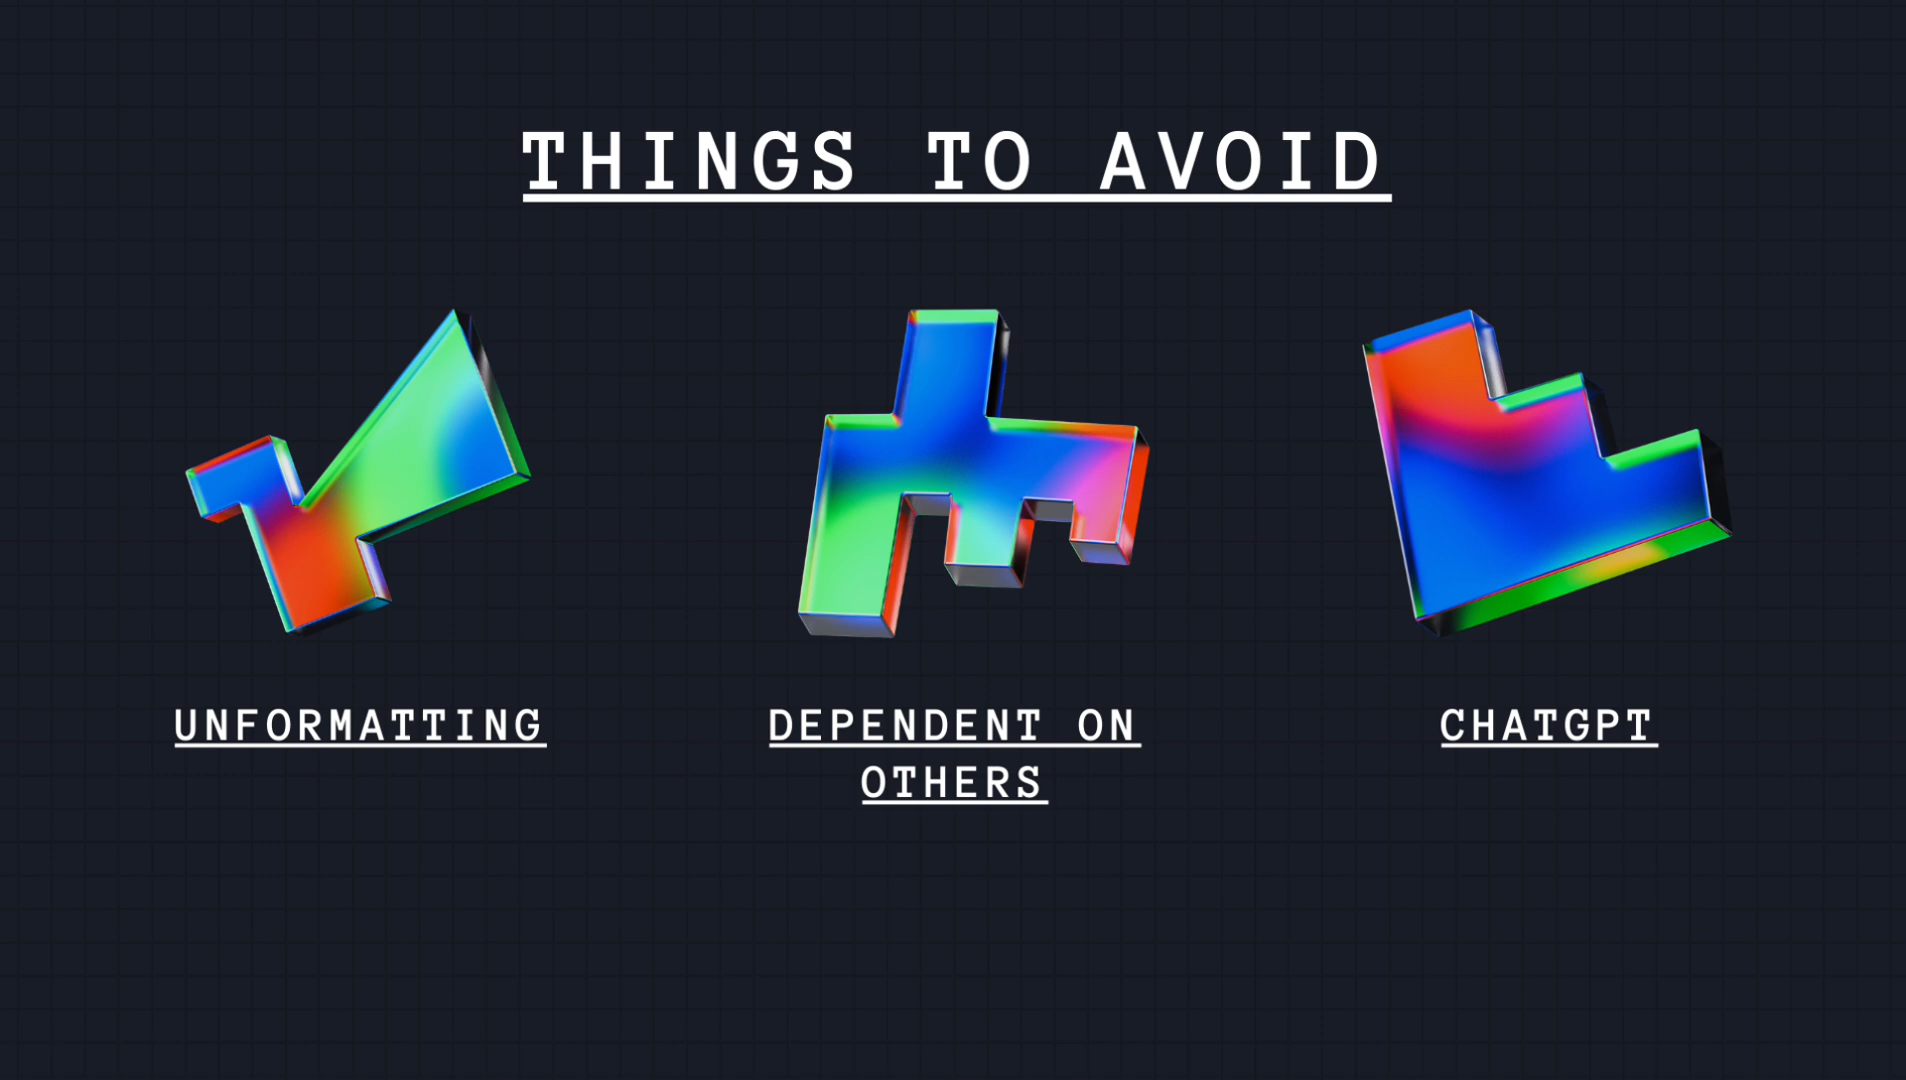 THINGS TO AVOID
UNFORMATTING
DEPENDENT ON
OTHERS
CHATGPT